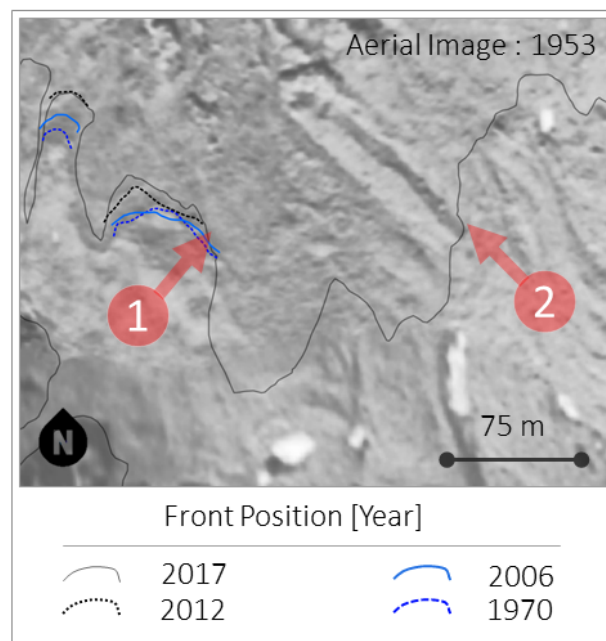 Aerial Image : 1953
1
2
N
75 m
Front Position [Year]
2017
2006
2012
1970